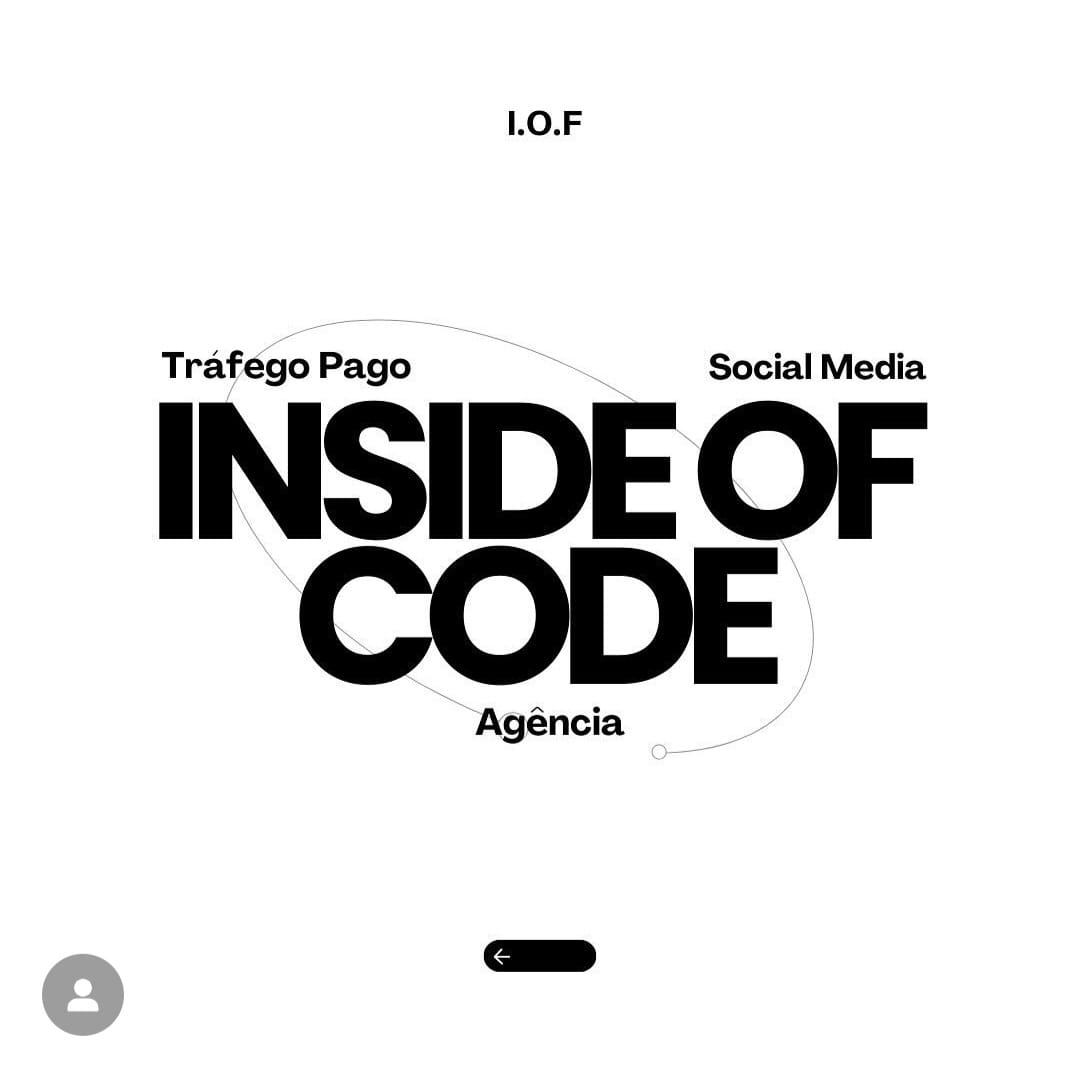 I.O.F
Tráfego Pago
Social Media
INSIDE OF
CODE
Agência